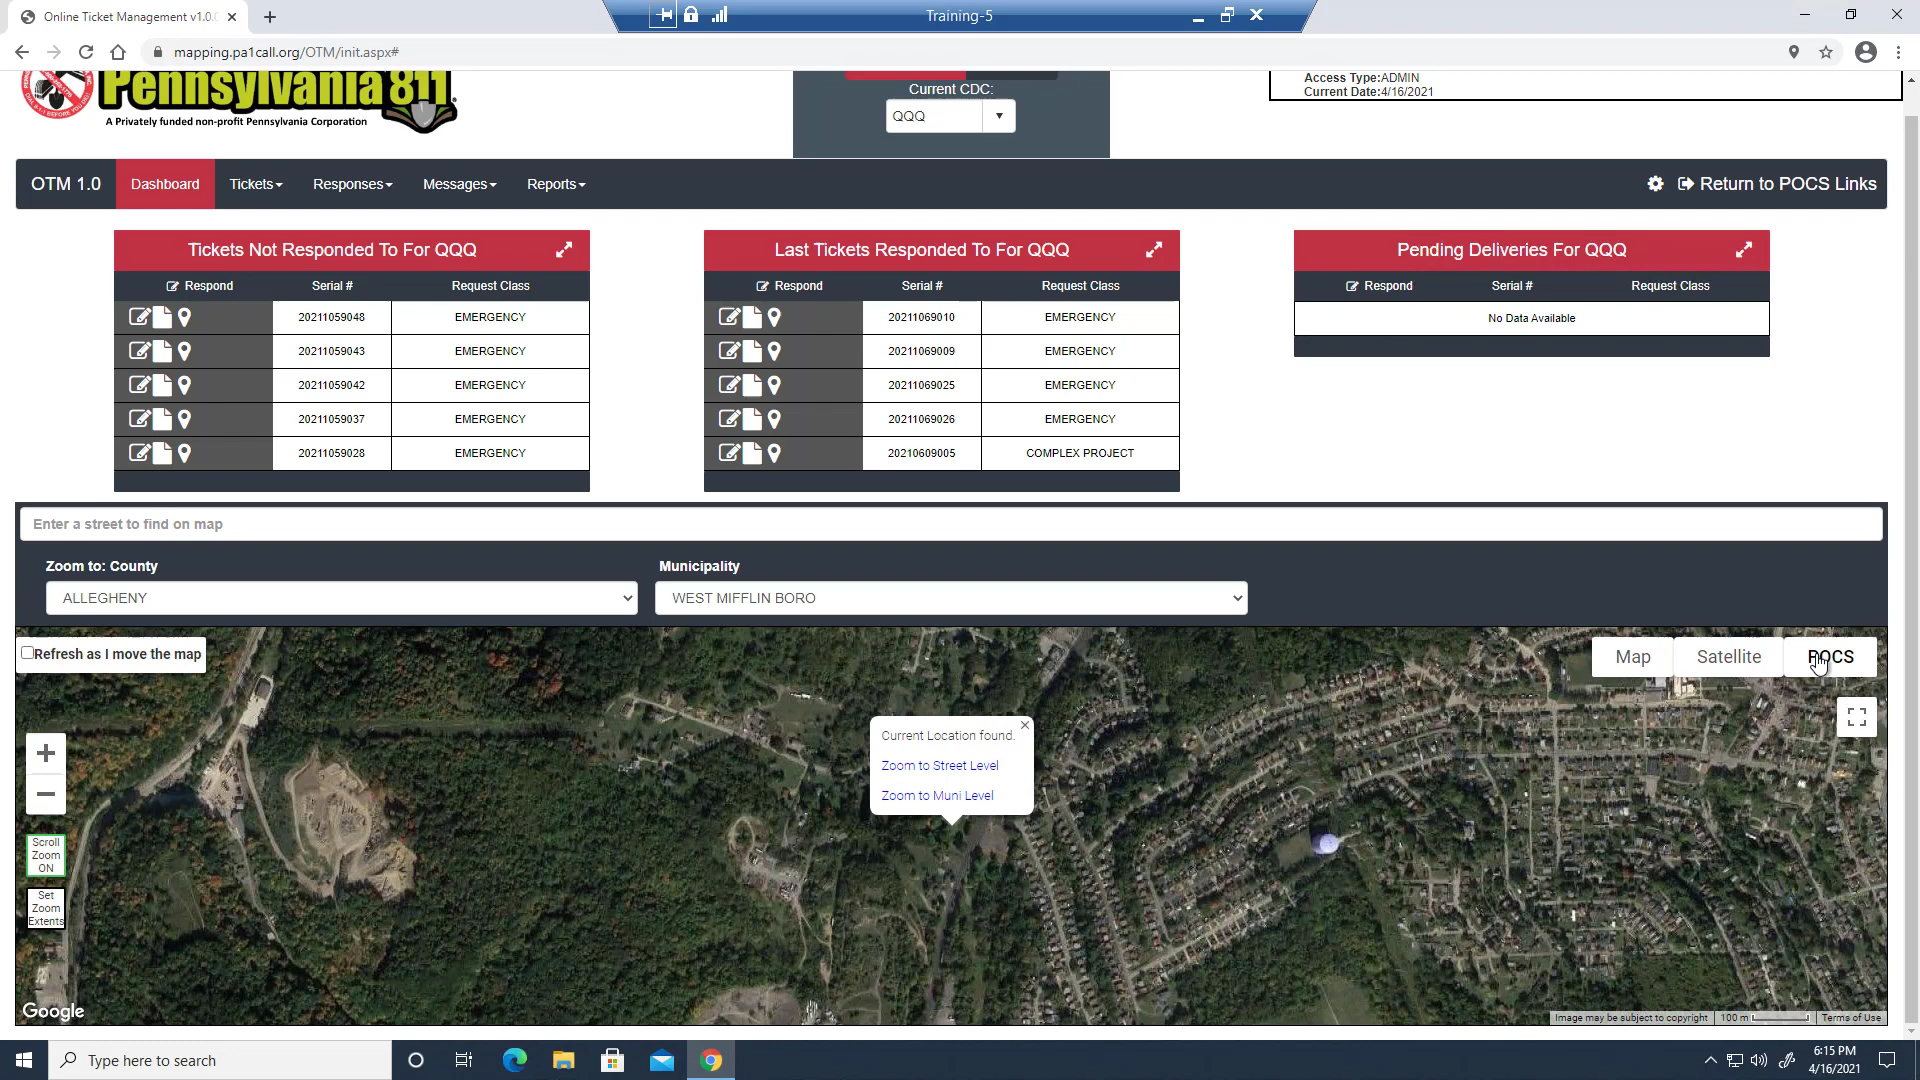 Online Ticket Management v1.0.
Training-5
mapping.pa1call.org/OTM/init.aspx#
Pennsylvania 811
A Privately funded non-profit Pennsylvania Corporation
Current CDC:
QQQ
Access Type:ADMIN
Current Date:4/16/2021
OTM 1.0
Dashboard
Tickets
Responses
Messages
Reports
Return to POCS Links
Tickets Not Responded To For QQQ
Respond Serial # Request Class
20211059048 EMERGENCY
20211059043 EMERGENCY
20211059042 EMERGENCY
20211059037 EMERGENCY
20211059028 EMERGENCY
Last Tickets Responded To For QQQ
Respond Serial # Request Class
20211069010 EMERGENCY
20211069009 EMERGENCY
20211069025 EMERGENCY
20211069026 EMERGENCY
20210609005 COMPLEX PROJECT
Pending Deliveries For QQQ
Respond Serial # Request Class
No Data Available
Enter a street to find on map
Zoom to: County
Municipality
ALLEGHENY
WEST MIFFLIN BORO
Refresh as I move the map
Map
Satellite
POCS
Current Location found.
Zoom to Street Level
Zoom to Muni Level
Scroll
Zoom
ON
Set
Zoom
Extents
Google
Image may be subject to copyright
100 m
Terms of Use
Type here to search
6:15 PM
4/16/2021